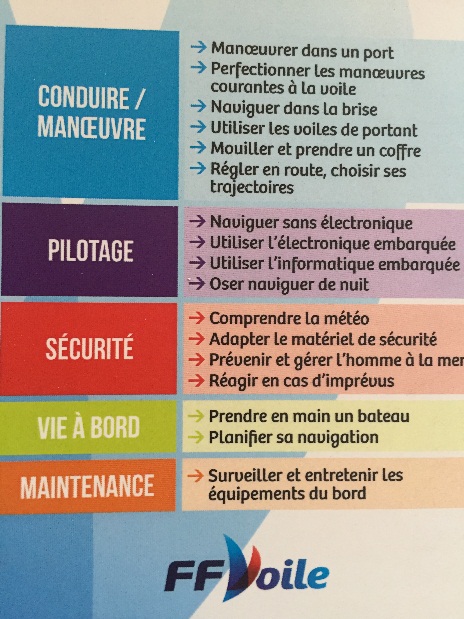 CONDUIRE /
MANŒUVRE
→ Manœuvrer dans un port
→ Perfectionner les manœuvres
courantes à la voile
→ Naviguer dans la brise
→ Utiliser les voiles de portant
→ Mouiller et prendre un coffre
→ Régler en route, choisir ses
trajectoires
PILOTAGE
→ Naviguer sans électronique
→ Utiliser l'électronique embarquée
→ Utiliser l'informatique embarquée
→ Oser naviguer de nuit
SÉCURITÉ
→ Comprendre la météo
→ Adapter le matériel de sécurité
→ Prévenir et gérer l'homme à la mer
→ Réagir en cas d'imprévus
VIE À BORD
→ Prendre en main un bateau
→ Planifier sa navigation
MAINTENANCE
→ Surveiller et entretenir les
équipements du bord
FFVoile